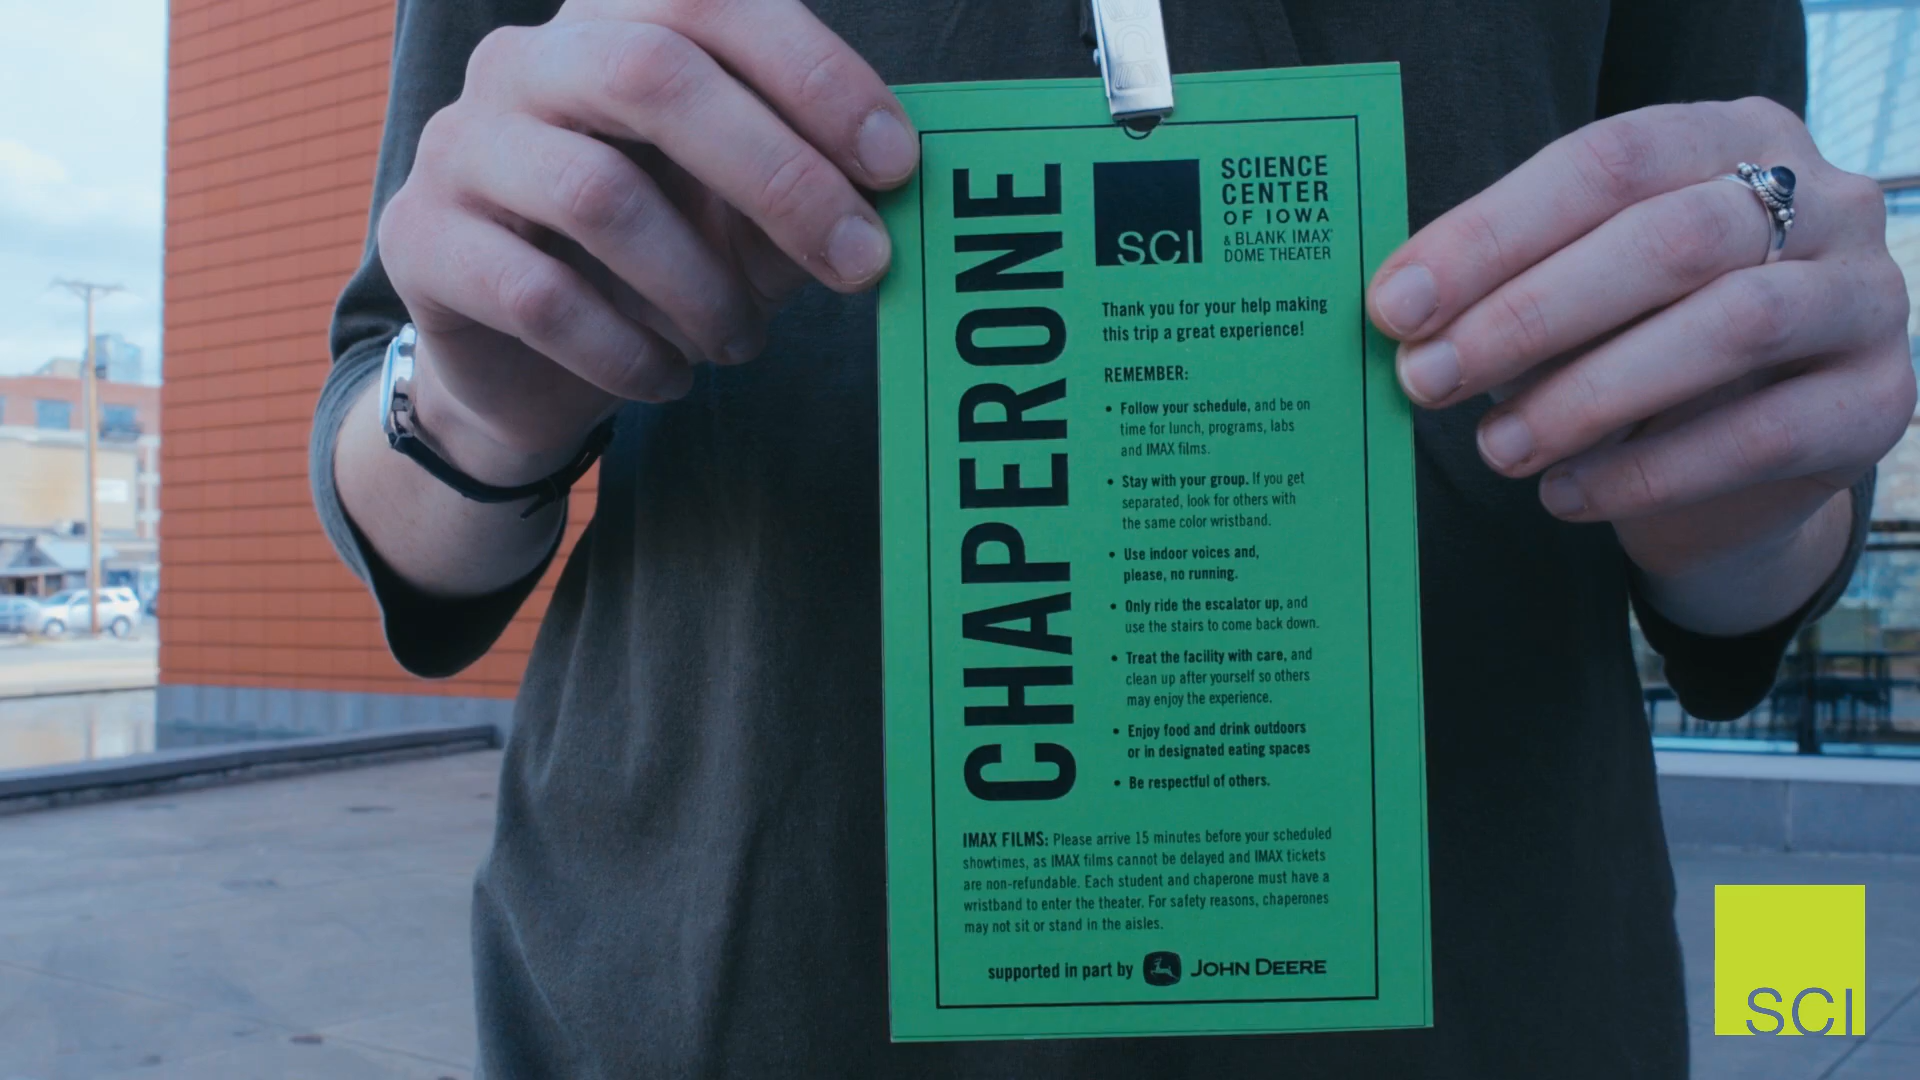 CHAPERONE
SCI
SCIENCE
CENTER
OF IOWA
& BLANK IMAX
DOME THEATER
Thank you for your help making
this trip a great experience!
REMEMBER:
• Follow your schedule, and be on
time for lunch, programs, labs
and IMAX films.
• Stay with your group. If you get
separated, look for others with
the same color wristband.
• Use indoor voices and,
please, no running.
• Only ride the escalator up, and
use the stairs to come back down.
• Treat the facility with care, and
clean up after yourself so others
may enjoy the experience.
• Enjoy food and drink outdoors
or in designated eating spaces
• Be respectful of others.
IMAX FILMS: Please arrive 15 minutes before your scheduled
showtimes, as IMAX films cannot be delayed and IMAX tickets
are non-refundable. Each student and chaperone must have a
wristband to enter the theater. For safety reasons, chaperones
may not sit or stand in the aisles.
supported in part by JOHN DEERE
SCI